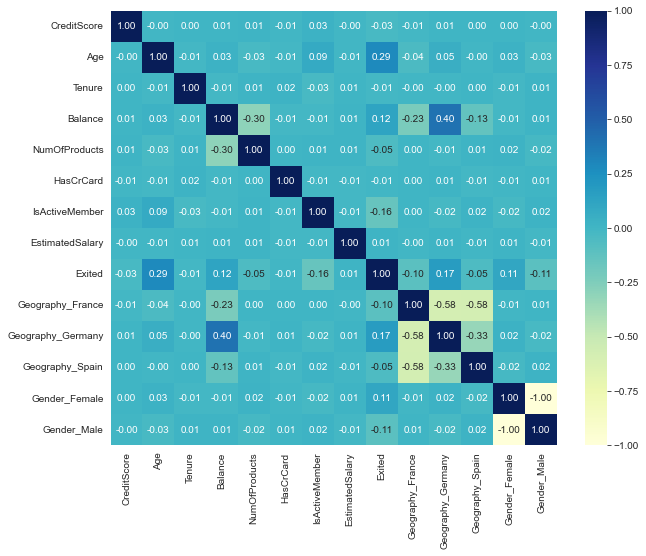 CreditScore 1.00 -0.00 0.00 0.01 0.01 -0.01 0.03 -0.00 -0.03 -0.01 0.01 0.00 0.00 -0.00
Age -0.00 1.00 -0.01 0.03 -0.03 -0.01 0.09 -0.01 0.29 -0.04 0.05 -0.00 0.03 -0.03
Tenure 0.00 -0.01 1.00 -0.01 0.01 0.02 -0.03 0.01 -0.01 -0.00 -0.00 0.00 -0.01 0.01
Balance 0.01 0.03 -0.01 1.00 -0.30 -0.01 -0.01 0.01 0.12 -0.23 0.40 -0.13 -0.01 0.01
NumOfProducts 0.01 -0.03 0.01 -0.30 1.00 0.00 0.01 0.01 -0.05 0.00 -0.01 0.01 0.02 -0.02
HasCrCard -0.01 -0.01 0.02 -0.01 0.00 1.00 -0.01 -0.01 -0.01 0.00 0.01 -0.01 -0.01 0.01
IsActiveMember 0.03 0.09 -0.03 -0.01 0.01 -0.01 1.00 -0.01 -0.16 0.00 -0.02 0.02 -0.02 0.02
EstimatedSalary -0.00 -0.01 0.01 0.01 0.01 -0.01 -0.01 1.00 0.01 -0.00 0.01 -0.01 0.01 -0.01
Exited -0.03 0.29 -0.01 0.12 -0.05 -0.01 -0.16 0.01 1.00 -0.10 0.17 -0.05 0.11 -0.11
Geography_France -0.01 -0.04 -0.00 -0.23 0.00 0.00 0.00 -0.00 -0.10 1.00 -0.58 -0.58 -0.01 0.01
Geography_Germany 0.01 0.05 -0.00 0.40 -0.01 0.01 -0.02 0.01 0.17 -0.58 1.00 -0.33 0.02 -0.02
Geography_Spain 0.00 -0.00 0.00 -0.13 0.01 -0.01 0.02 -0.01 -0.05 -0.58 -0.33 1.00 -0.02 0.02
Gender_Female 0.00 0.03 -0.01 -0.01 0.02 -0.01 -0.02 0.01 0.11 -0.01 0.02 -0.02 1.00 -1.00
Gender_Male -0.00 -0.03 0.01 0.01 -0.02 0.01 0.02 -0.01 -0.11 0.01 -0.02 0.02 -1.00 1.00
CreditScore
Age
Tenure
Balance
NumOfProducts
HasCrCard
IsActiveMember
EstimatedSalary
Exited
Geography_France
Geography_Germany
Geography_Spain
Gender_Female
Gender_Male
1.00
0.75
0.50
0.25
0.00
-0.25
-0.50
-0.75
-1.00